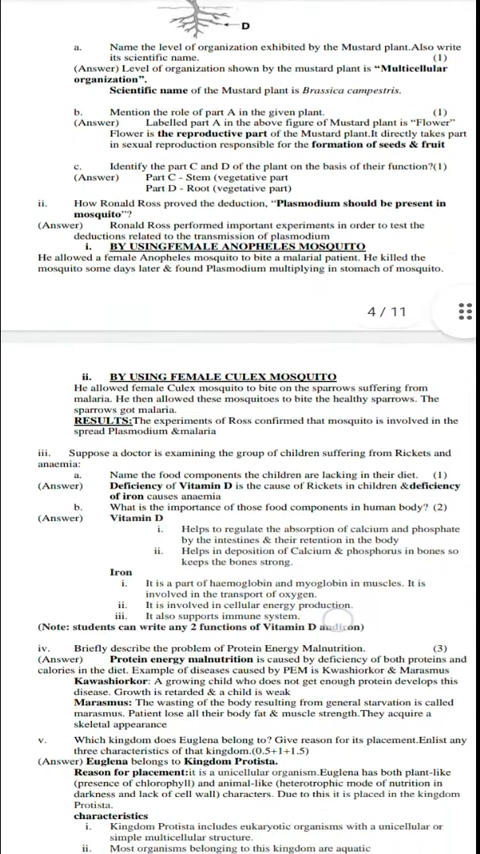 D
a. Name the level of organization exhibited by the Mustard plant.Also write
its scientific name. (1)
(Answer) Level of organization shown by the mustard plant is “Multicellular
organization”.
Scientific name of the Mustard plant is Brassica campestris.
b. Mention the role of part A in the given plant. (1)
(Answer) Labelled part A in the above figure of Mustard plant is “Flower”
Flower is the reproductive part of the Mustard plant.It directly takes part
in sexual reproduction responsible for the formation of seeds & fruit
c. Identify the part C and D of the plant on the basis of their function?(1)
(Answer) Part C - Stem (vegetative part
Part D - Root (vegetative part)
ii. How Ronald Ross proved the deduction, “Plasmodium should be present in
mosquito”?
(Answer) Ronald Ross performed important experiments in order to test the
deductions related to the transmission of plasmodium
i. BY USINGFEMALE ANOPHELES MOSQUITO
He allowed a female Anopheles mosquito to bite a malarial patient. He killed the
mosquito some days later & found Plasmodium multiplying in stomach of mosquito.
4 / 11
ii. BY USING FEMALE CULEX MOSQUITO
He allowed female Culex mosquito to bite on the sparrows suffering from
malaria. He then allowed these mosquitoes to bite the healthy sparrows. The
sparrows got malaria.
RESULTS:The experiments of Ross confirmed that mosquito is involved in the
spread Plasmodium &malaria
iii. Suppose a doctor is examining the group of children suffering from Rickets and
anaemia:
a. Name the food components the children are lacking in their diet. (1)
(Answer) Deficiency of Vitamin D is the cause of Rickets in children &deficiency
of iron causes anaemia
b. What is the importance of those food components in human body? (2)
(Answer) Vitamin D
i. Helps to regulate the absorption of calcium and phosphate
by the intestines & their retention in the body
ii. Helps in deposition of Calcium & phosphorus in bones so
keeps the bones strong.
Iron
i. It is a part of haemoglobin and myoglobin in muscles. It is
involved in the transport of oxygen.
ii. It is involved in cellular energy production.
iii. It also supports immune system.
(Note: students can write any 2 functions of Vitamin D and iron)
iv. Briefly describe the problem of Protein Energy Malnutrition. (3)
(Answer) Protein energy malnutrition is caused by deficiency of both proteins and
calories in the diet. Example of diseases caused by PEM is Kwashiorkor & Marasmus
Kawashiorkor: A growing child who does not get enough protein develops this
disease. Growth is retarded & a child is weak
Marasmus: The wasting of the body resulting from general starvation is called
marasmus. Patient lose all their body fat & muscle strength.They acquire a
skeletal appearance
v. Which kingdom does Euglena belong to? Give reason for its placement.Enlist any
three characteristics of that kingdom.(0.5+1+1.5)
(Answer) Euglena belongs to Kingdom Protista.
Reason for placement:it is a unicellular organism.Euglena has both plant-like
(presence of chlorophyll) and animal-like (heterotrophic mode of nutrition in
darkness and lack of cell wall) characters. Due to this it is placed in the kingdom
Protista.
characteristics
i. Kingdom Protista includes eukaryotic organisms with a unicellular or
simple multicellular structure.
ii. Most organisms belonging to this kingdom are aquatic